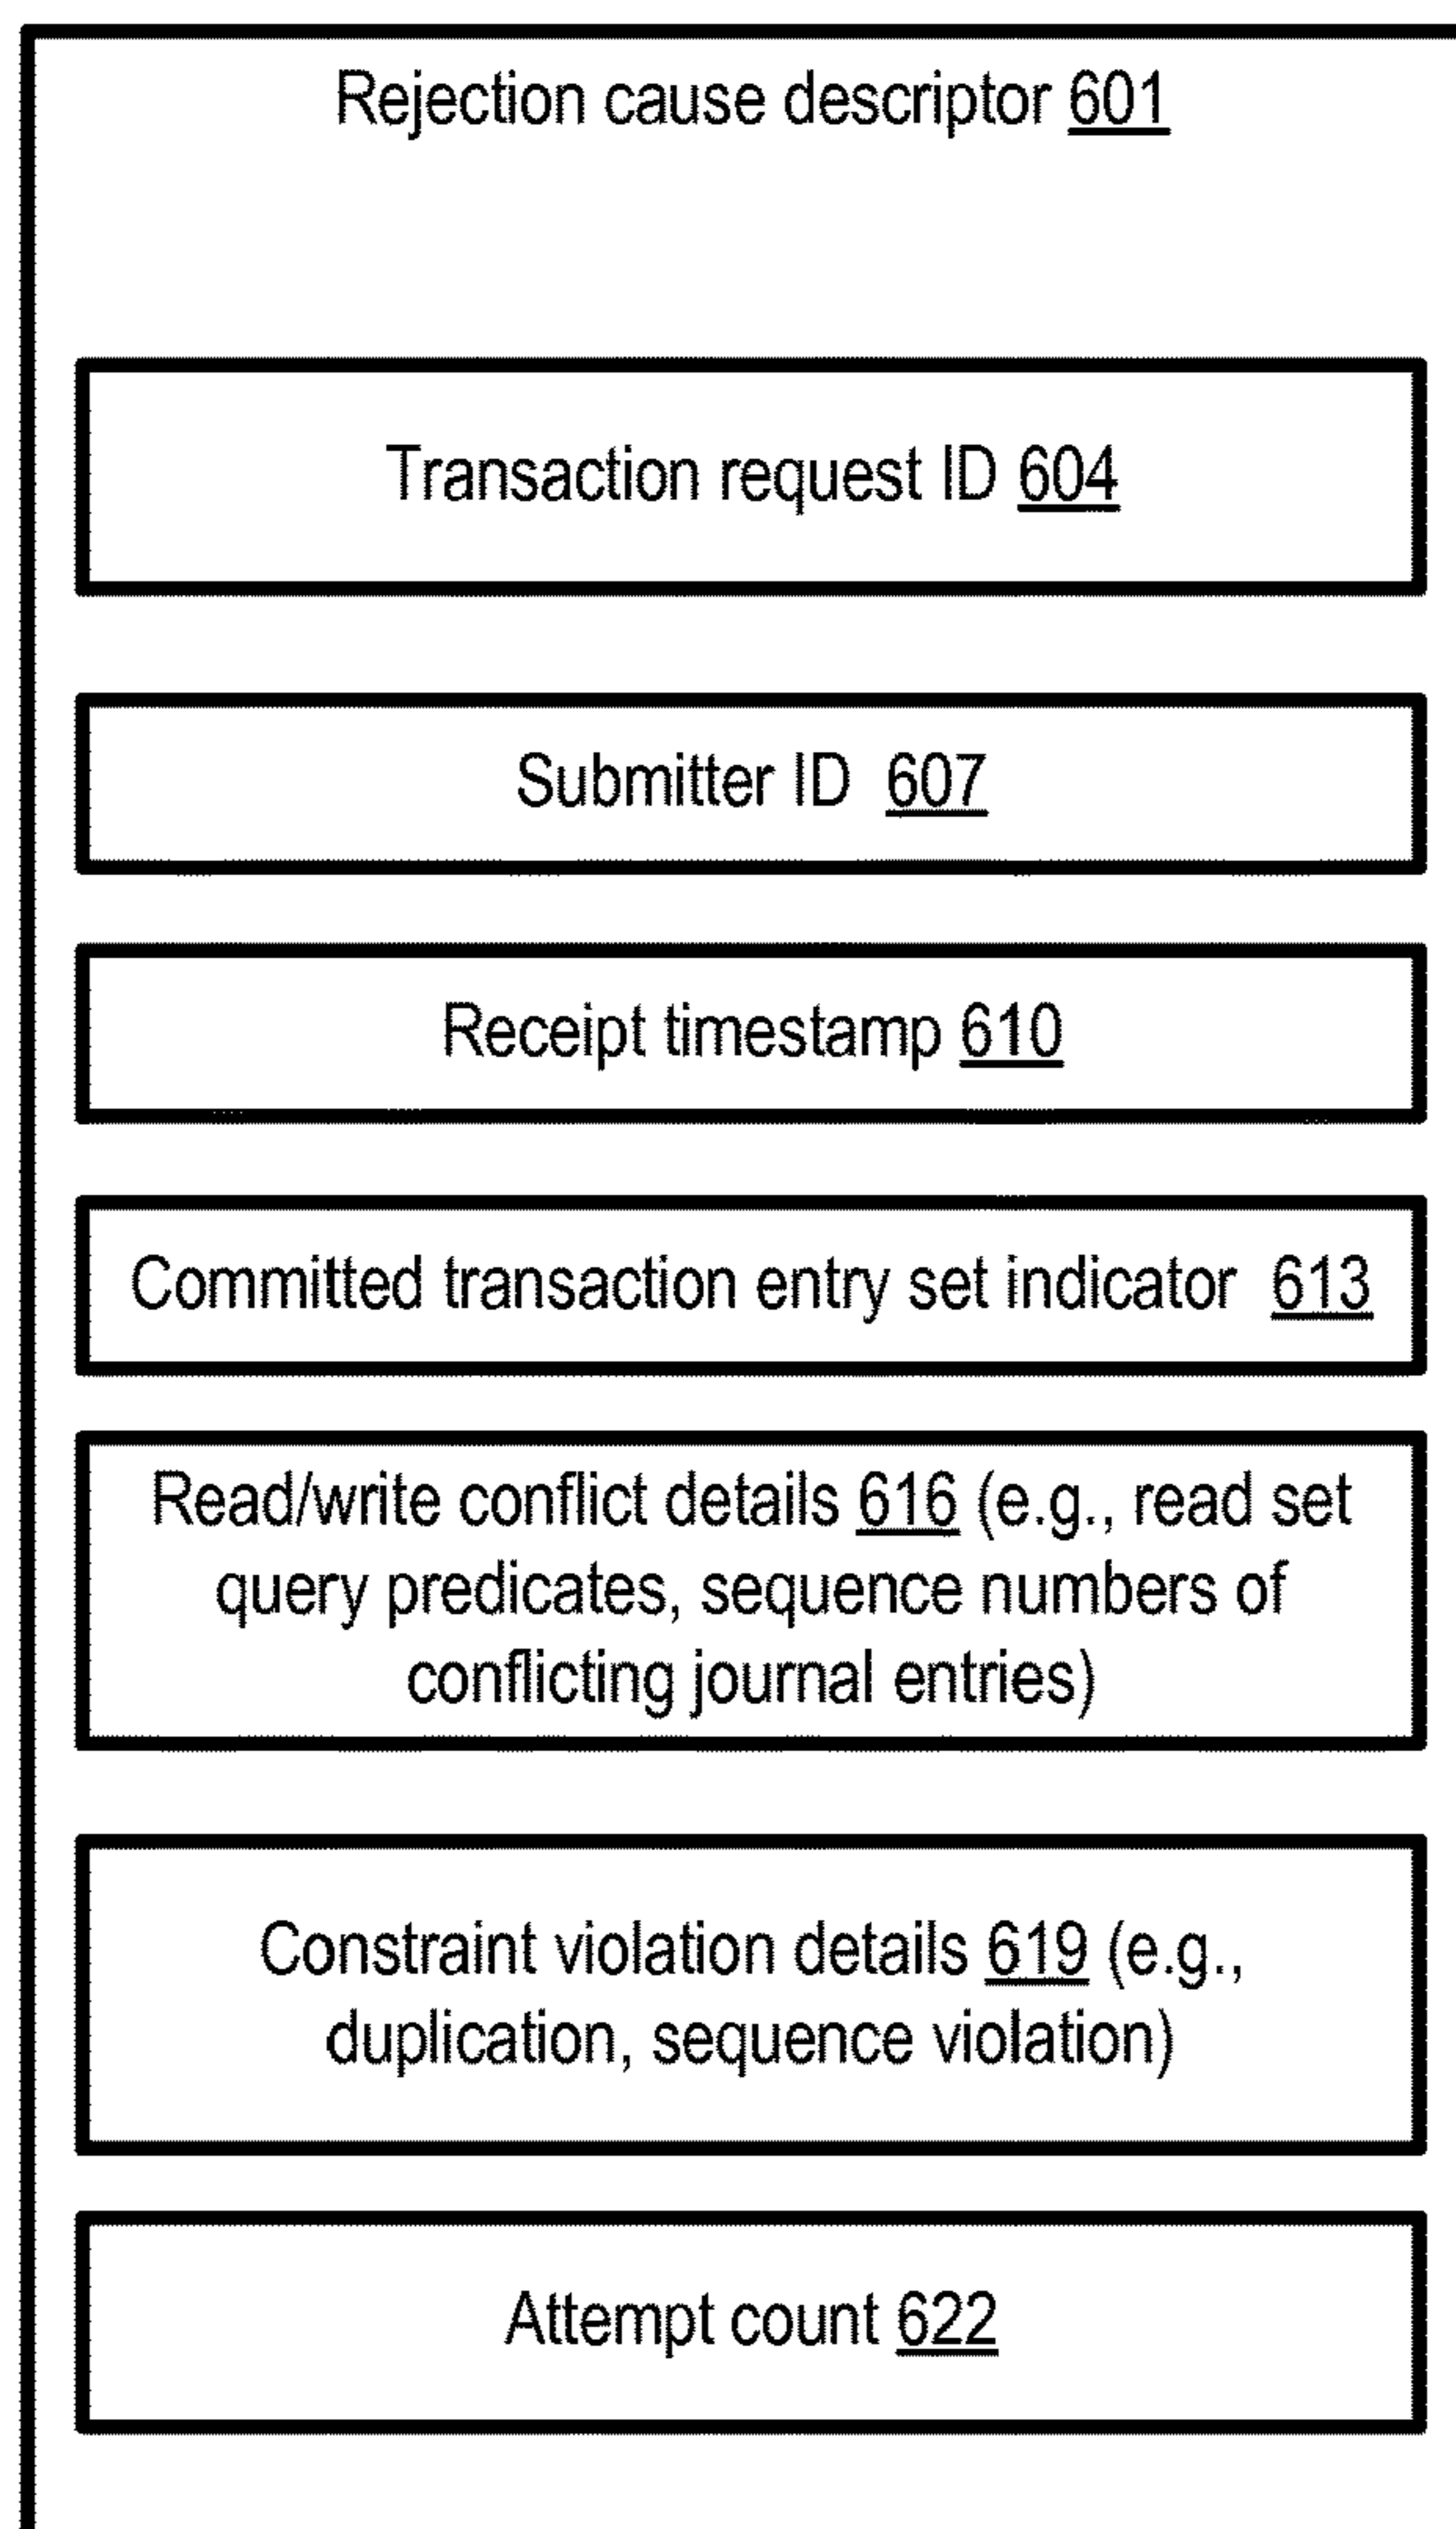 Rejection cause descriptor 601
Transaction request ID 604
Submitter ID 607
Receipt timestamp 610
Committed transaction entry set indicator 613
Read/write conflict details 616 (e.g., read set
query predicates, sequence numbers of
conflicting journal entries)
Constraint violation details 619 (e.g.,
duplication, sequence violation)
Attempt count 622